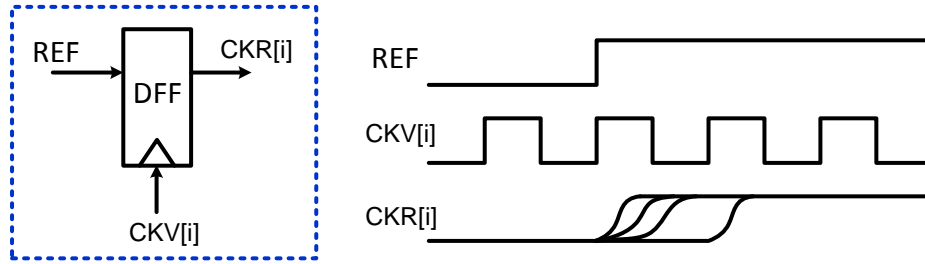 REF
CKR[i]
DFF
CKV[i]
REF
CKV[i]
CKR[i]